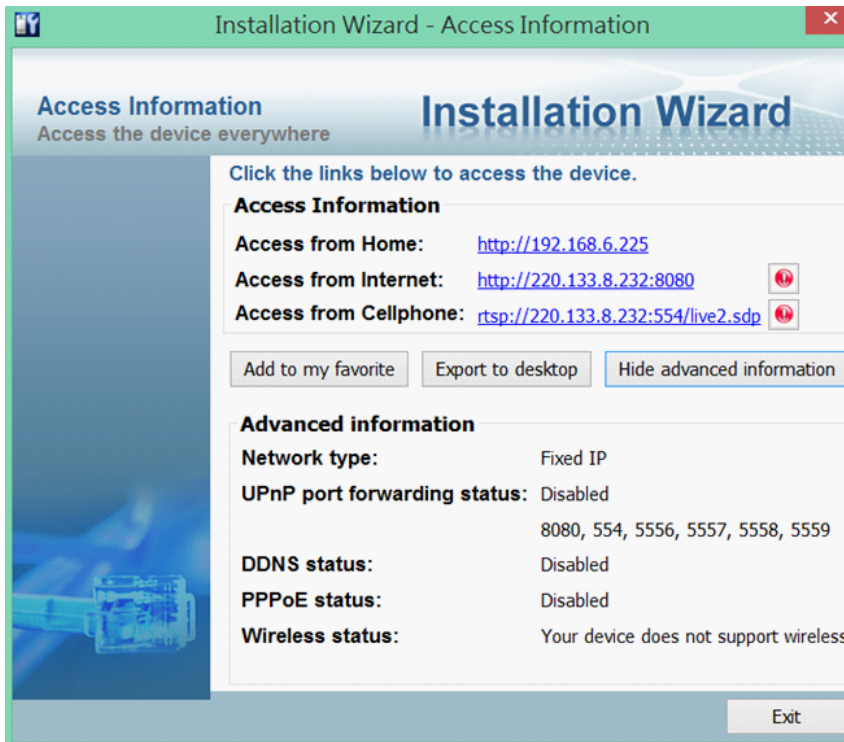 Installation Wizard - Access Information
Access Information
Access the device everywhere
Installation Wizard
Click the links below to access the device.
Access Information
Access from Home: http://192.168.6.225
Access from Internet: http://220.133.8.232:8080
Access from Cellphone: rtsp://220.133.8.232:554/live2.sdp
Add to my favorite Export to desktop Hide advanced information
Advanced information
Network type: Fixed IP
UPnP port forwarding status: Disabled
8080, 554, 5556, 5557, 5558, 5559
DDNS status: Disabled
PPPoE status: Disabled
Wireless status: Your device does not support wireless
Exit